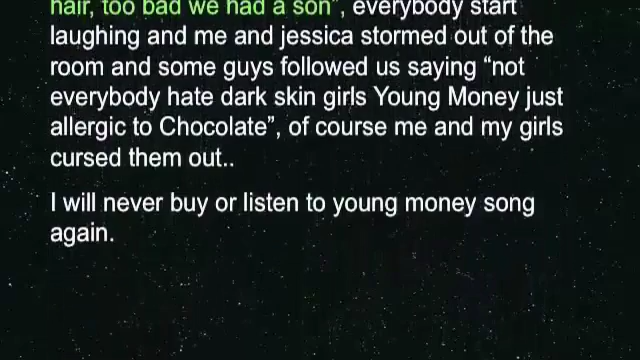 hair, too bad we had a son”, everybody start
laughing and me and jessica stormed out of the
room and some guys followed us saying “not
everybody hate dark skin girls Young Money just
allergic to Chocolate”, of course me and my girls
cursed them out..
I will never buy or listen to young money song
again.